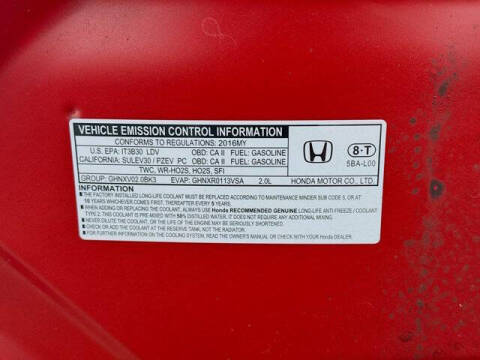 VEHICLE EMISSION CONTROL INFORMATION
CONFORMS TO REGULATIONS: 2016MY
U.S. EPA: IT3B30 LDV OBD: CA II FUEL: GASOLINE
CALIFORNIA: SULEV30 / PZEV PC OBD: CA II FUEL: GASOLINE
TWC, WR-HO2S, HO2S, SFI
GROUP: GHNXV02.0BK3 EVAP: GHNXR0113VSA 2.0L
8-T
5BA-L00
HONDA MOTOR CO., LTD.
INFORMATION
■ THE FACTORY INSTALLED LONG-LIFE COOLANT MUST BE REPLACED ACCORDING TO MAINTENANCE MINDER SUB CODE 5, OR AT
10 YEARS WHICHEVER COMES FIRST, THEREAFTER EVERY 5 YEARS.
■ WHEN ADDING OR REPLACING COOLANT, ALWAYS USE Honda RECOMMENDED GENUINE LONG-LIFE ANTI-FREEZE / COOLANT
TYPE 2. THIS COOLANT IS PRE-MIXED WITH 50% DISTILLED WATER, IT DOES NOT REQUIRE ANY ADDITIONAL MIXING.
■ NEVER DILUTE COOLANT, OR THE LIFE OF THE ENGINE MAY BE SERIOUSLY SHORTENED.
■ CHECK AND ADD COOLANT AT THE RESERVE TANK, NOT THE RADIATOR.
■ FOR FURTHER INFORMATION ON THE COOLING SYSTEM, READ THE OWNER'S MANUAL OR CHECK WITH YOUR Honda DEALER.